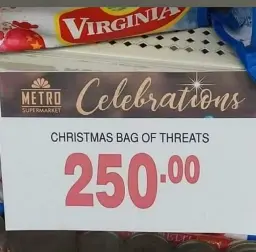 VIRGINIA
METRO
SUPERMARKET
Celebrations
CHRISTMAS BAG OF THREATS
250.00